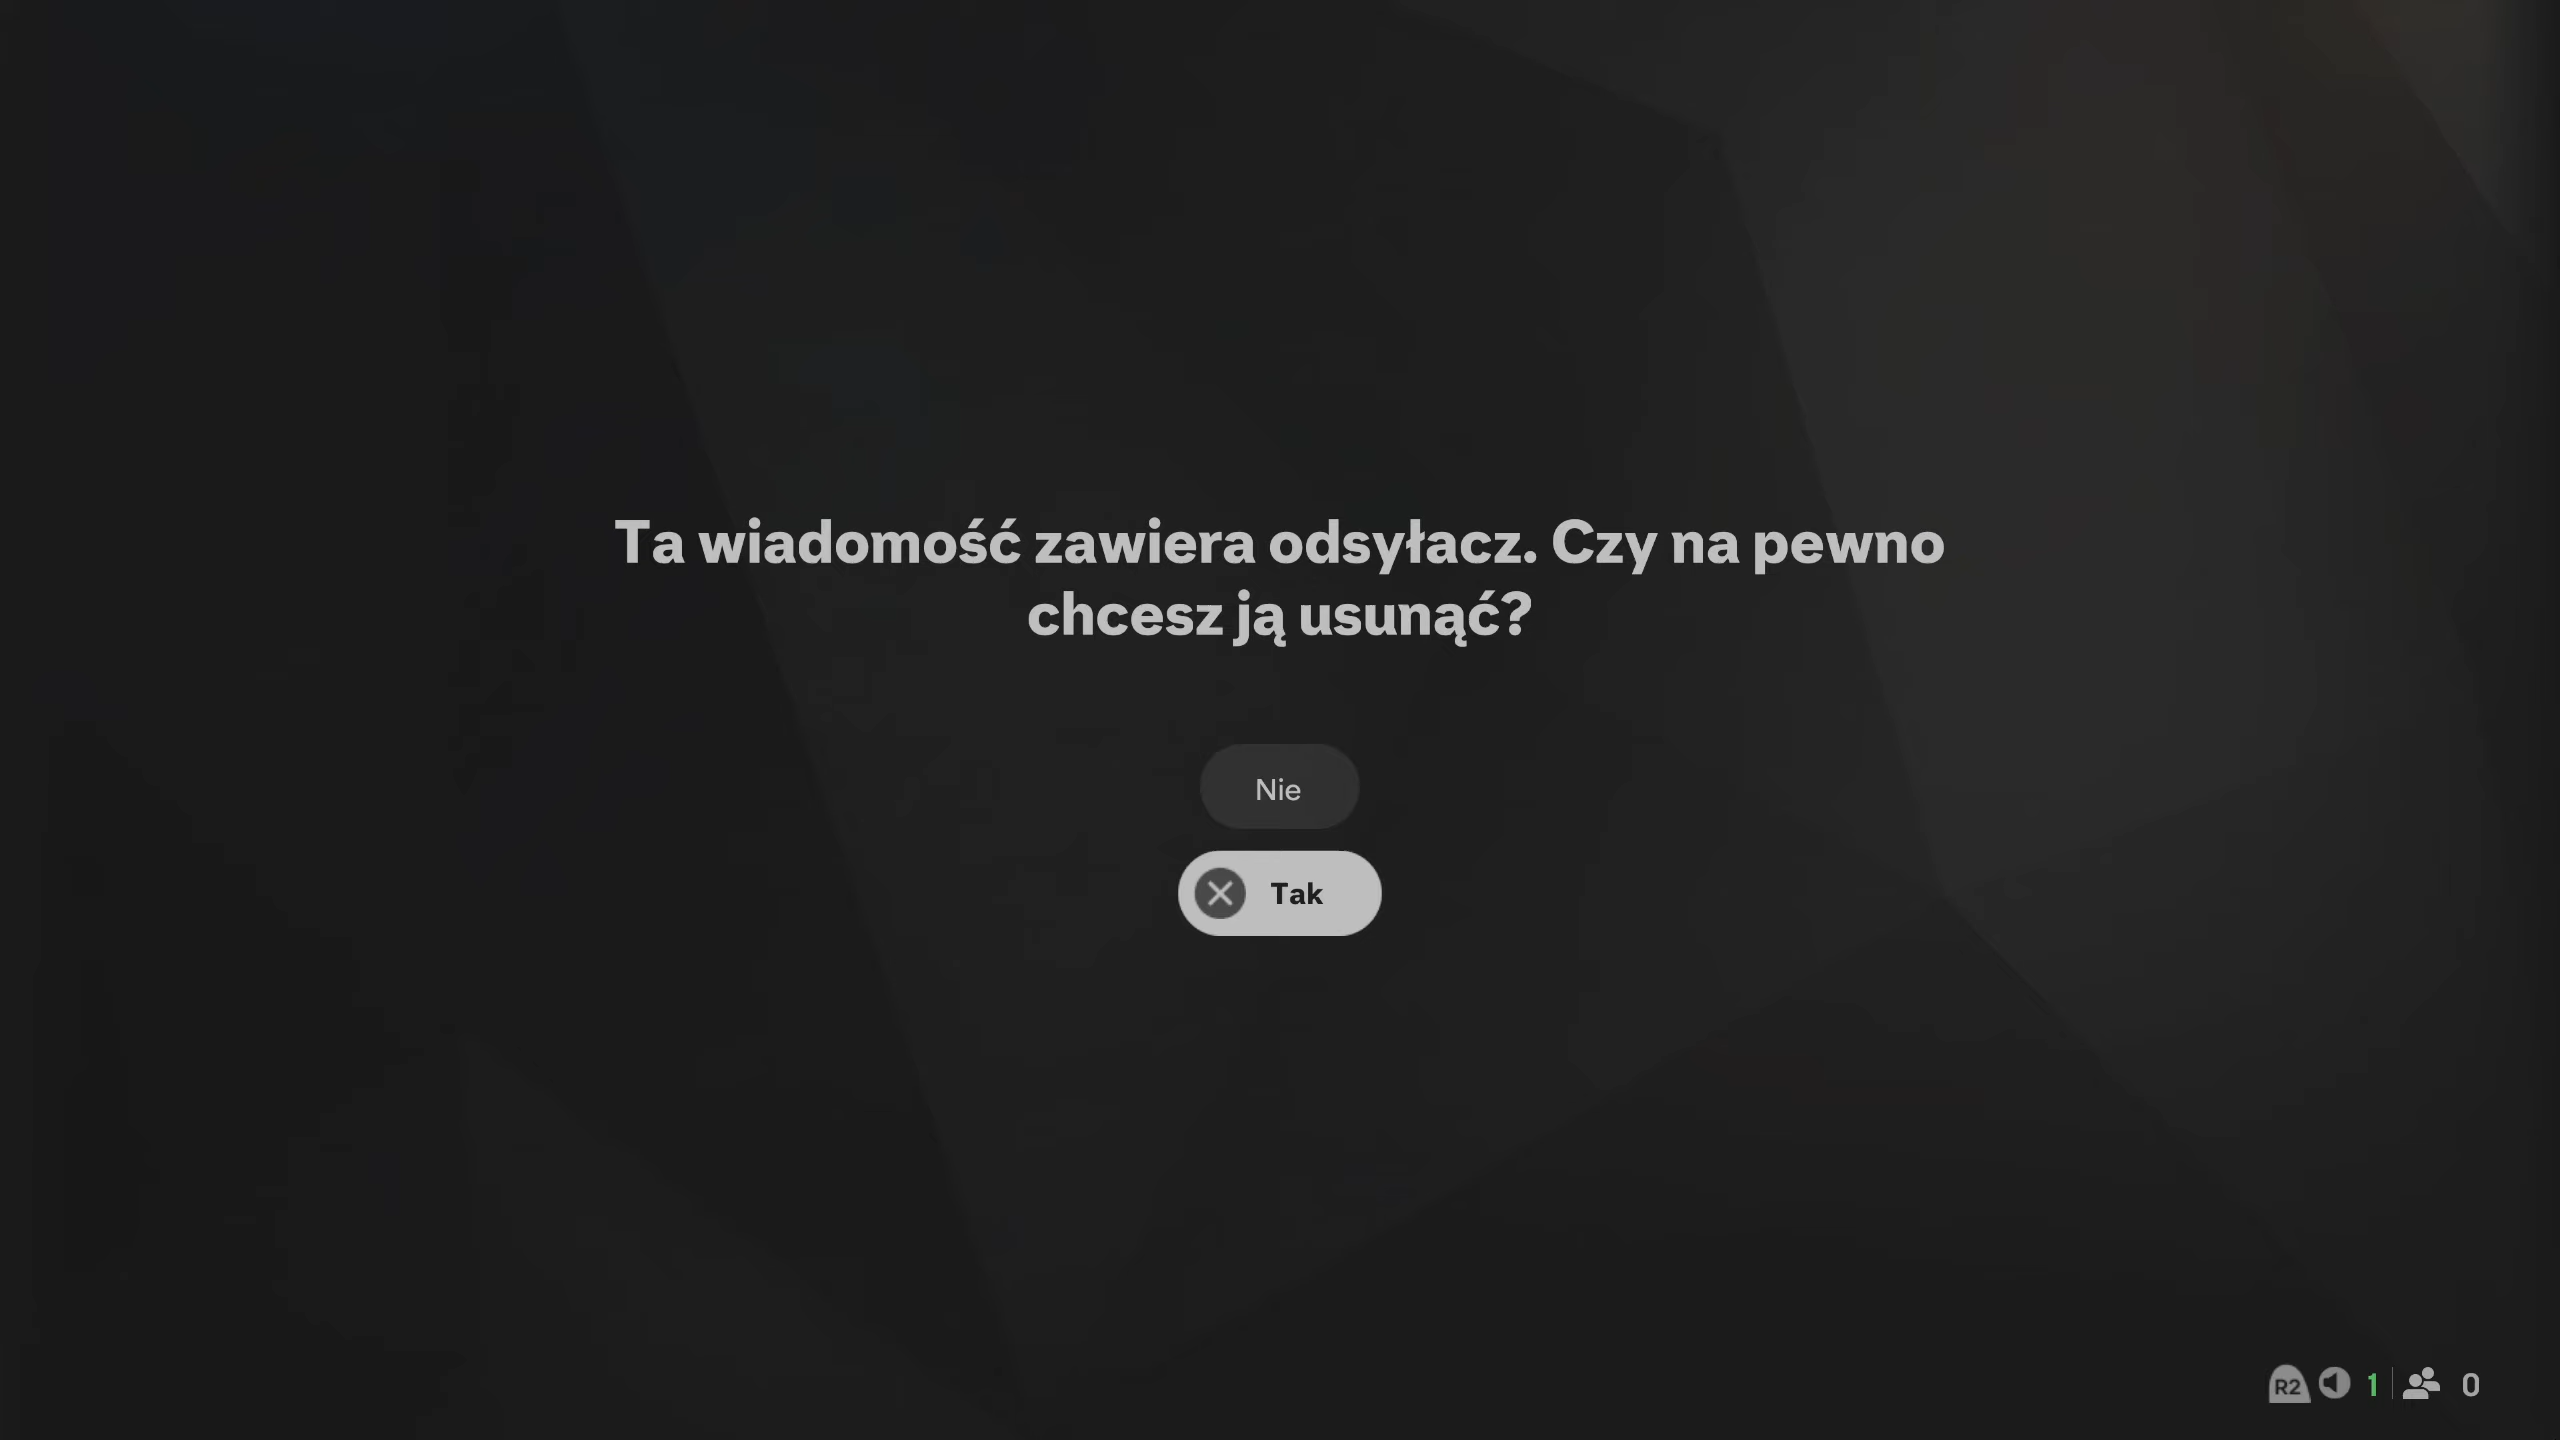 Ta wiadomość zawiera odsyłacz. Czy na pewno
chcesz ją usunąć?
Nie
Tak
R2 1 0